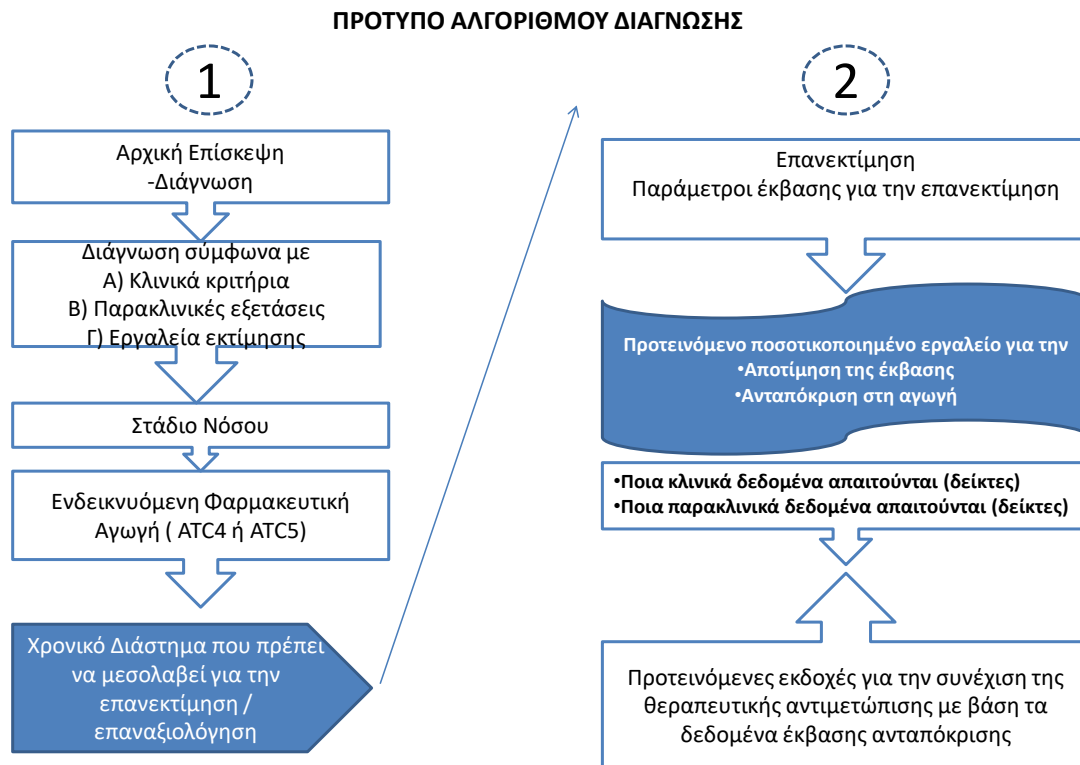 ΠΡΟΤΥΠΟ ΑΛΓΟΡΙΘΜΟΥ ΔΙΑΓΝΩΣΗΣ
1
Αρχική Επίσκεψη
-Διάγνωση
Διάγνωση σύμφωνα με
Α) Κλινικά κριτήρια
Β) Παρακλινικές εξετάσεις
Γ) Εργαλεία εκτίμησης
Στάδιο Νόσου
Ενδεικνυόμενη Φαρμακευτική
Αγωγή ( ATC4 ή ATC5)
Χρονικό Διάστημα που πρέπει
να μεσολαβεί για την
επανεκτίμηση /
επαναξιολόγηση
2
Επανεκτίμηση
Παράμετροι έκβασης για την επανεκτίμηση
Προτεινόμενο ποσοτικοποιημένο εργαλείο για την
•Αποτίμηση της έκβασης
•Ανταπόκριση στη αγωγή
•Ποια κλινικά δεδομένα απαιτούνται (δείκτες)
•Ποια παρακλινικά δεδομένα απαιτούνται (δείκτες)
Προτεινόμενες εκδοχές για την συνέχιση της
θεραπευτικής αντιμετώπισης με βάση τα
δεδομένα έκβασης ανταπόκρισης